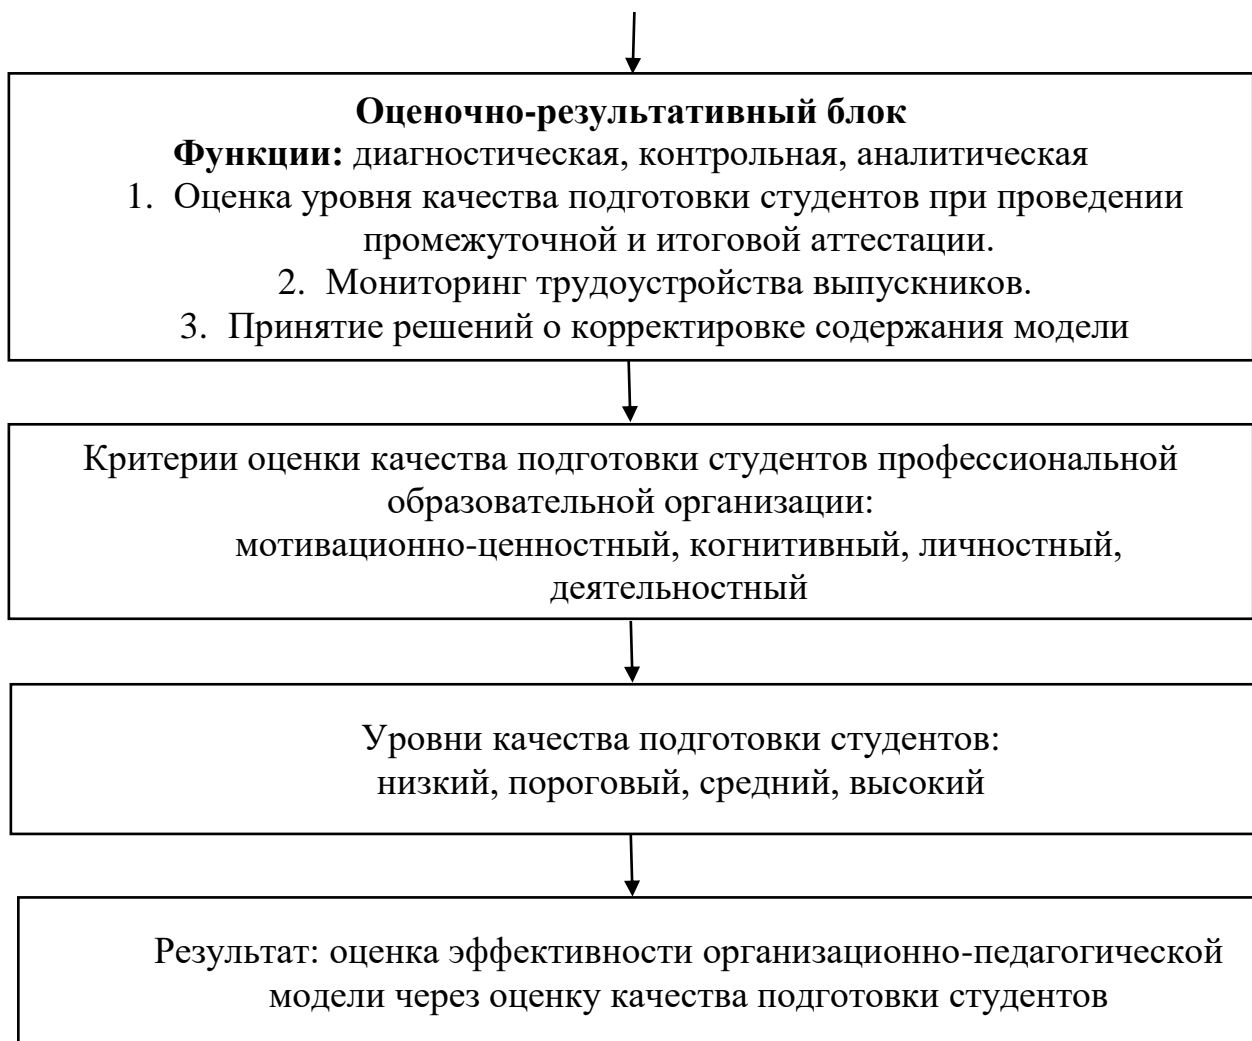 Оценочно-результативный блок
Функции: диагностическая, контрольная, аналитическая
1. Оценка уровня качества подготовки студентов при проведении
промежуточной и итоговой аттестации.
2. Мониторинг трудоустройства выпускников.
3. Принятие решений о корректировке содержания модели
Критерии оценки качества подготовки студентов профессиональной
образовательной организации:
мотивационно-ценностный, когнитивный, личностный,
деятельностный
Уровни качества подготовки студентов:
низкий, пороговый, средний, высокий
Результат: оценка эффективности организационно-педагогической
модели через оценку качества подготовки студентов